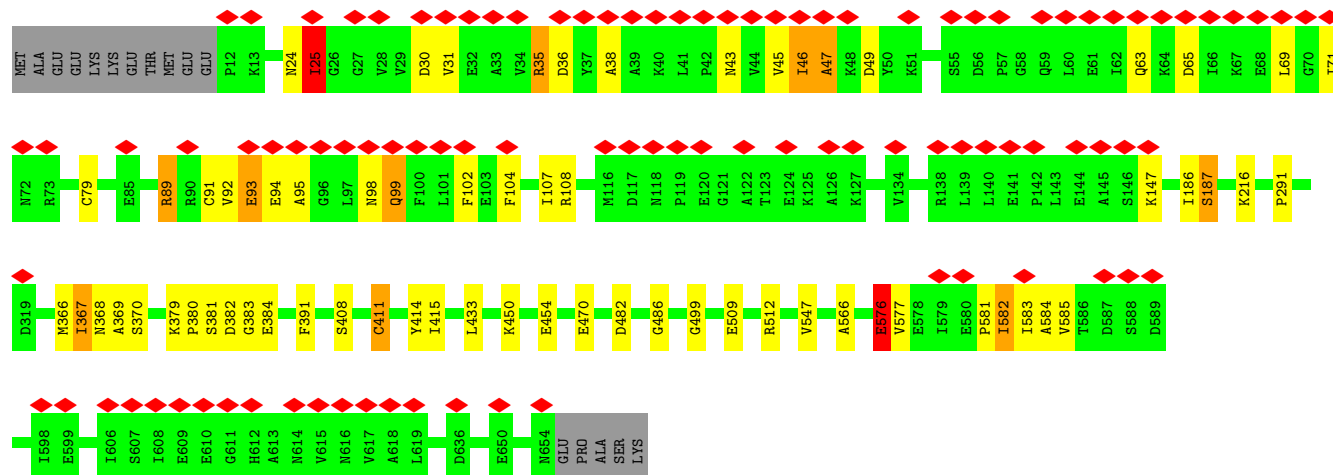 MET ALA GLU GLU LYS LYS GLU THR MET GLU GLU P12 K13 N24 I25 G26 G27 V28 V29 D30 V31 E32 A33 V34 R35 D36 Y37 A38 A39 K40 L41 P42 N43 V44 V45 I46 A47 K48 D49 Y50 K51 S55 D56 P57 G58 Q59 L60 E61 I62 Q63 K64 D65 I66 K67 E68 L69 G70 I71
N72 R73 C79 E85 R89 R90 C91 V92 E93 E94 A95 G96 L97 N98 Q99 F100 L101 F102 E103 F104 I107 R108 M116 D117 N118 P119 E120 G121 A122 T123 E124 K125 A126 K127 V134 R138 L139 L140 E141 P142 L143 E144 A145 S146 K147 I186 S187 K216 P291
D319 M366 I367 N368 A369 S370 K379 P380 S381 D382 G383 E384 F391 S408 C411 Y414 I415 L433 K450 E454 E470 D482 G486 G499 E509 R512 V547 A566 E576 V577 E578 I579 E580 P581 I582 I583 A584 V585 T586 D587 S588 D589
I598 E599 I606 S607 I608 E609 E610 G611 H612 A613 N614 V615 N616 V617 A618 L619 D636 E650 N654 GLU PRO ALA SER LYS